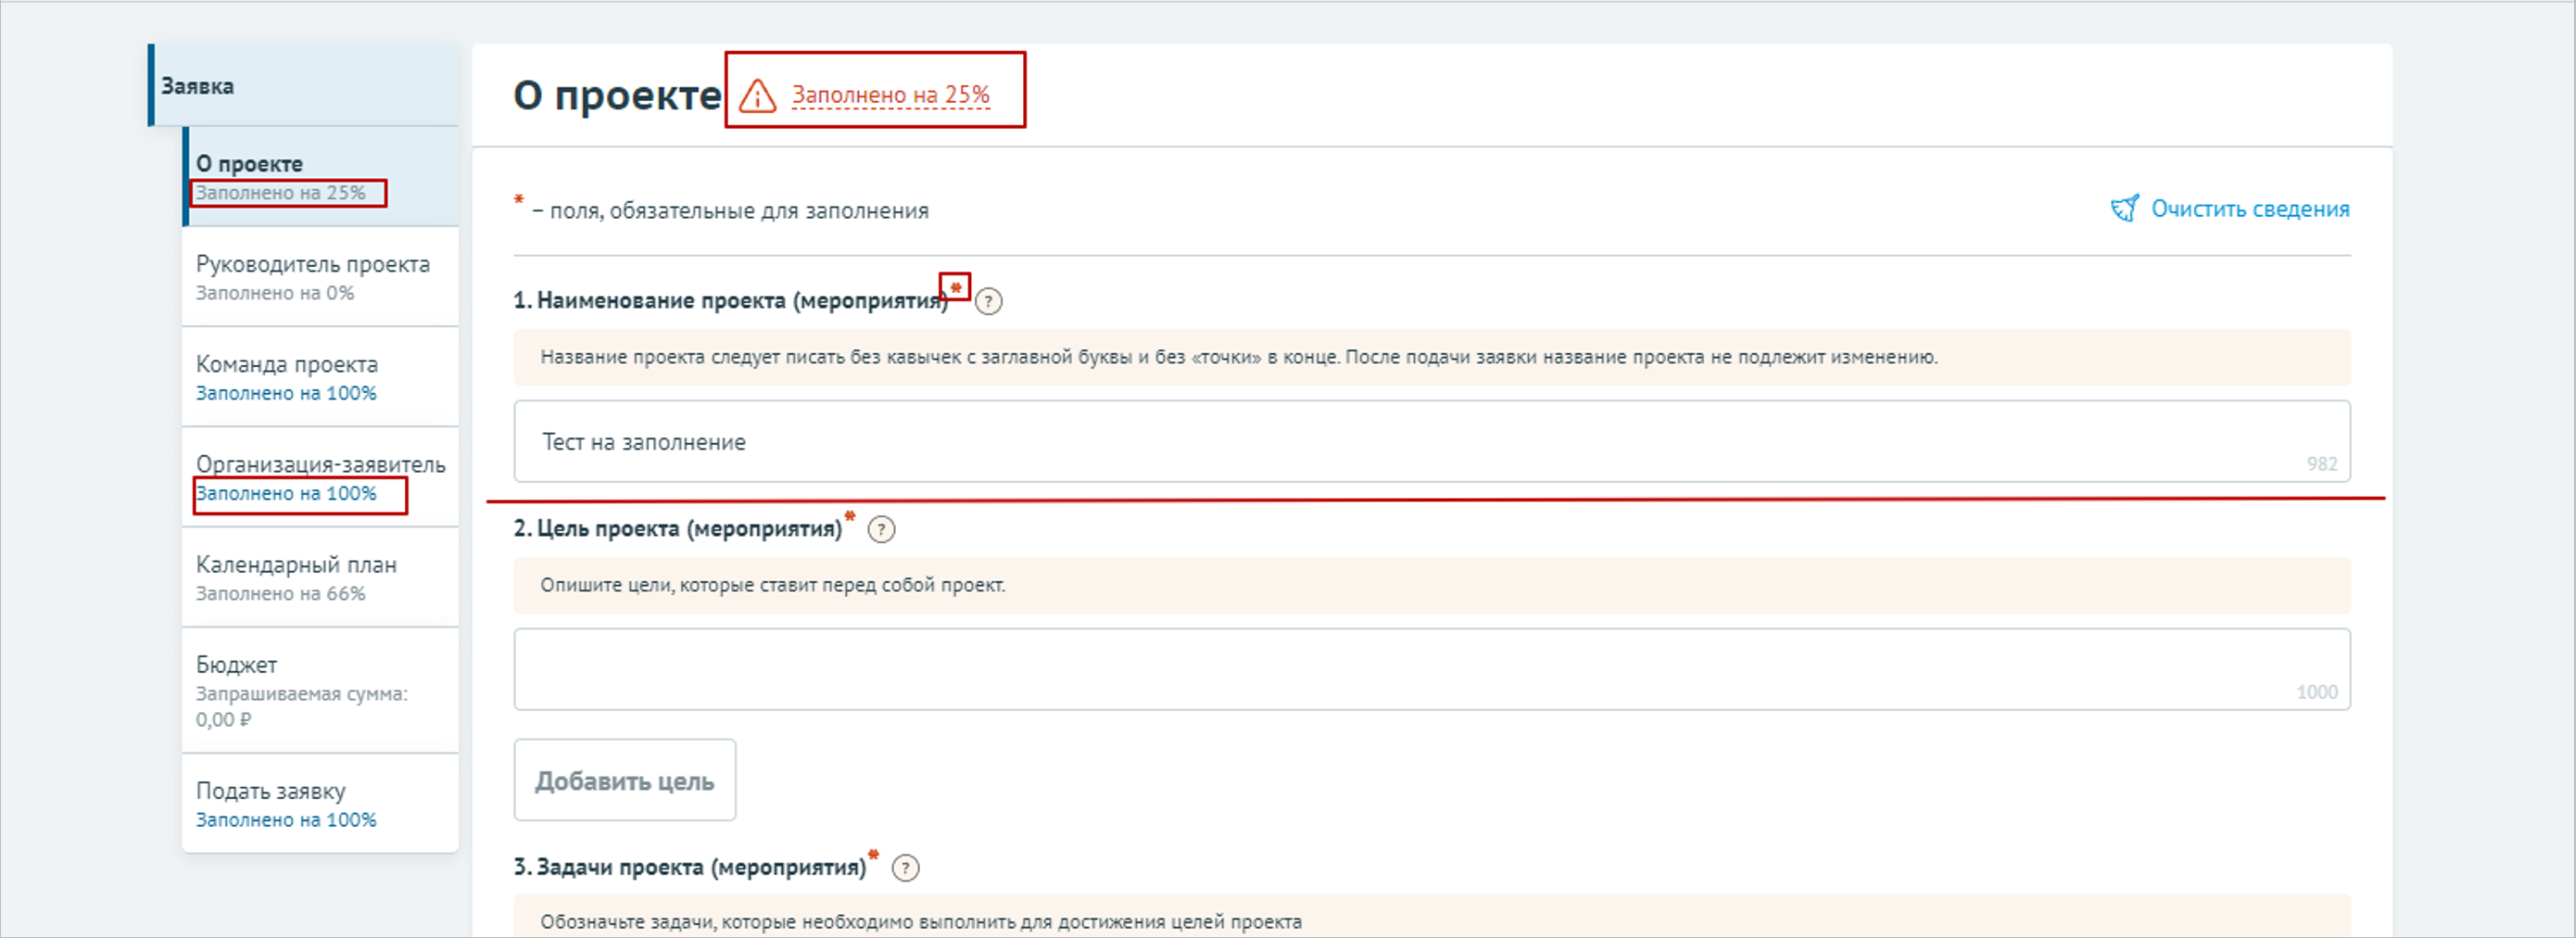 Заявка
О проекте
Заполнено на 25%
Руководитель проекта
Заполнено на 0%
Команда проекта
Заполнено на 100%
Организация-заявитель
Заполнено на 100%
Календарный план
Заполнено на 66%
Бюджет
Запрашиваемая сумма:
0,00 ₽
Подать заявку
Заполнено на 100%
О проекте Заполнено на 25%
* – поля, обязательные для заполнения
Очистить сведения
1. Наименование проекта (мероприятия)* ?
Название проекта следует писать без кавычек с заглавной буквы и без «точки» в конце. После подачи заявки название проекта не подлежит изменению.
Тест на заполнение
982
2. Цель проекта (мероприятия)* ?
Опишите цели, которые ставит перед собой проект.
1000
Добавить цель
3. Задачи проекта (мероприятия)* ?
Обозначьте задачи, которые необходимо выполнить для достижения целей проекта